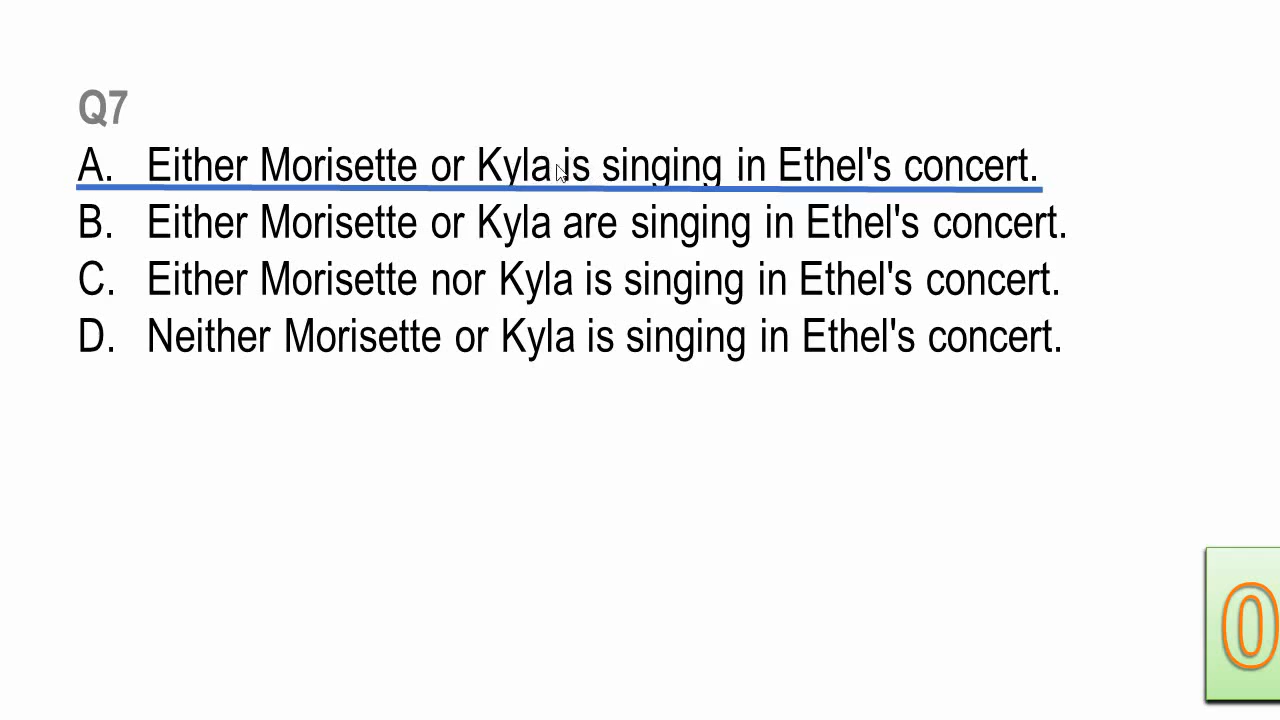 Q7
A. Either Morisette or Kyla is singing in Ethel's concert.
B. Either Morisette or Kyla are singing in Ethel's concert.
C. Either Morisette nor Kyla is singing in Ethel's concert.
D. Neither Morisette or Kyla is singing in Ethel's concert.
0